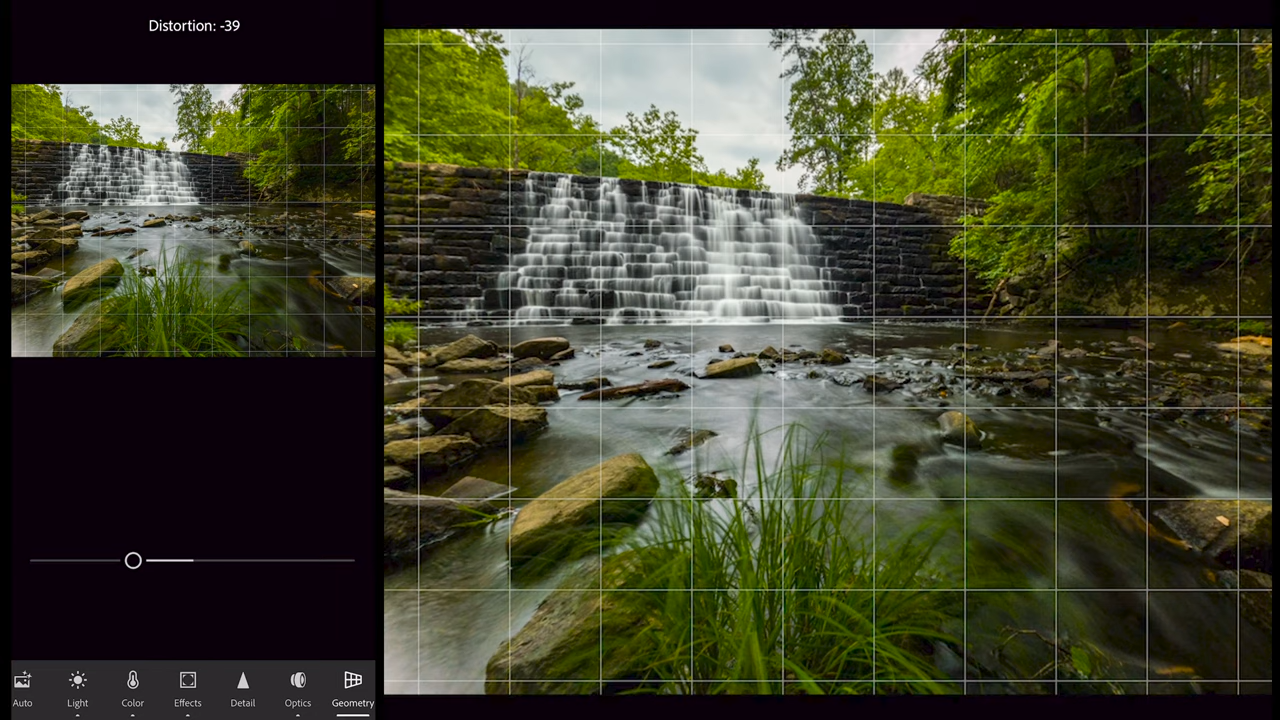 Distortion: -39
Auto
Light
Color
Effects
Detail
Optics
Geometry